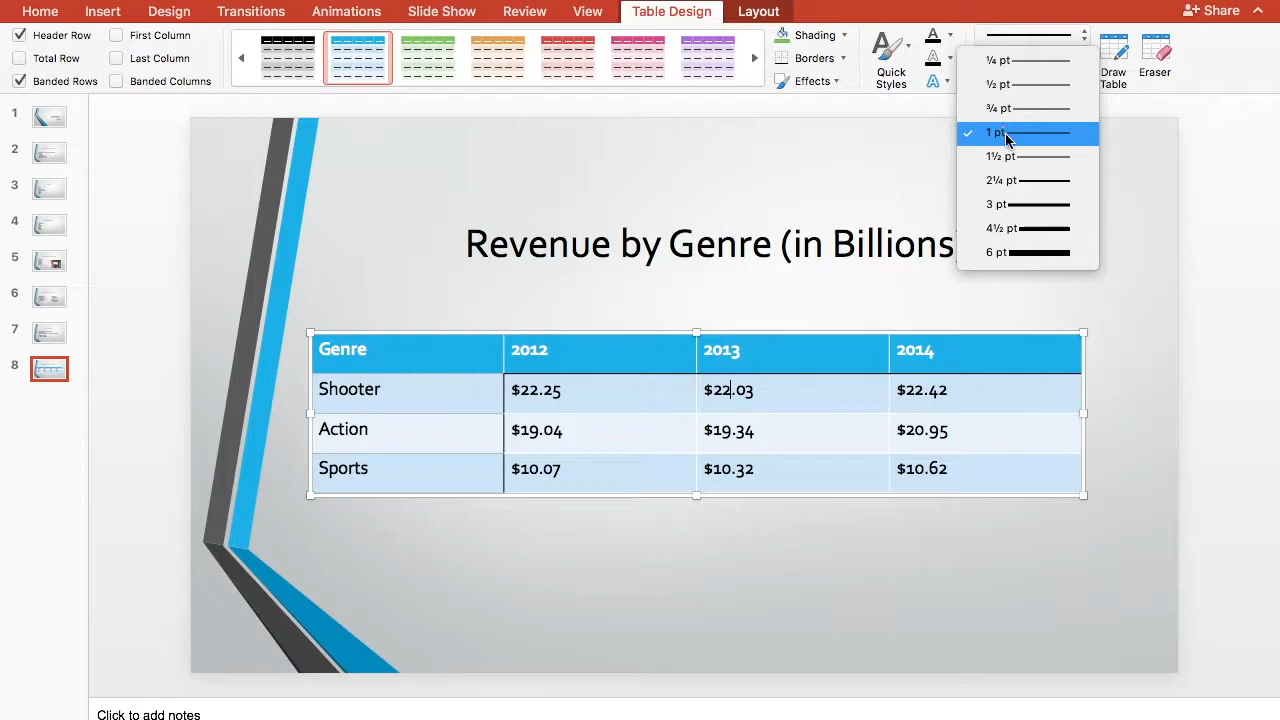 Home Insert Design Transitions Animations Slide Show Review View Table Design Layout Share
Header Row First Column
Total Row Last Column
Banded Rows Banded Columns
Shading
Borders
Effects
Quick
Styles
A
A
A
Draw
Table
Eraser
¼ pt
½ pt
¾ pt
1 pt
1½ pt
2¼ pt
3 pt
4½ pt
6 pt
1
2
3
4
5
6
7
8
Revenue by Genre (in Billions
Genre 2012 2013 2014
Shooter $22.25 $22.03 $22.42
Action $19.04 $19.34 $20.95
Sports $10.07 $10.32 $10.62
Click to add notes